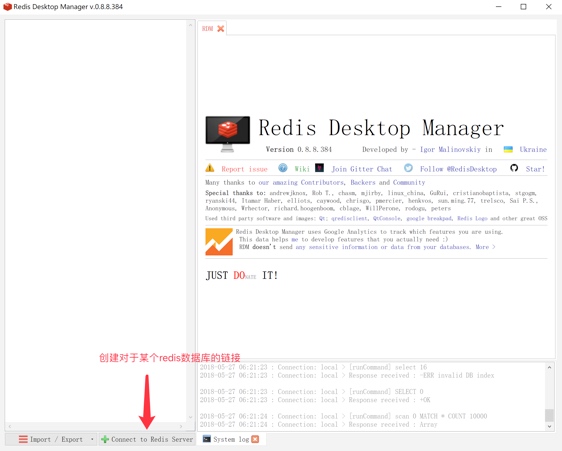 Redis Desktop Manager v.0.8.8.384
RDM
Redis Desktop Manager
Version 0.8.8.384 Developed by - Igor Malinovskiy in Ukraine
Report issue Wiki Join Gitter Chat Follow @RedisDesktop Star!
Many thanks to our amazing Contributors, Backers and Community
Special thanks to: andrewjknox, Rob T., chasm, mjirby, linux_china, GuRui, cristianobaptista, stgogm,
ryanski44, Itamar Haber, elliots, caywood, chrisgo, pmercier, henkvos, sun.ming.77, trelsco, Sai P.S.,
Anonymous, Wrhector, richard.hoogenboom, cblage, WillPerone, rodogu, peters
Used third party software and images: Qt, qredisclient, QtConsole, google breakpad, Redis Logo and other great OSS
Redis Desktop Manager uses Google Analytics to track which features you are using.
This data helps me to develop features that you actually need :)
RDM doesn't send any sensitive information or data from your databases. More >
JUST DONATE IT!
创建对于某个redis数据库的链接
2018-05-27 06:21:23 : Connection: local > [runCommand] select 16
2018-05-27 06:21:23 : Connection: local > Response received : -ERR invalid DB index
2018-05-27 06:21:23 : Connection: local > [runCommand] SELECT 0
2018-05-27 06:21:23 : Connection: local > Response received : +OK
2018-05-27 06:21:24 : Connection: local > [runCommand] scan 0 MATCH * COUNT 10000
2018-05-27 06:21:24 : Connection: local > Response received : Array
Import / Export Connect to Redis Server System log